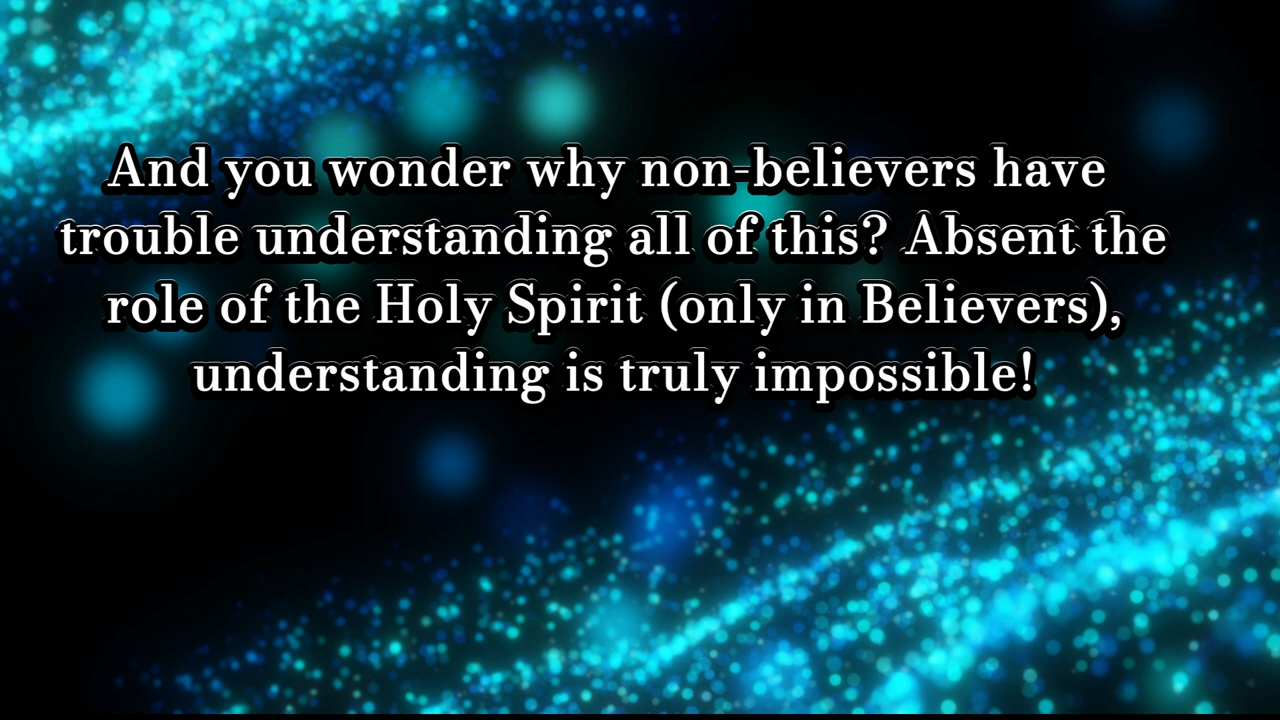 And you wonder why non-believers have
trouble understanding all of this? Absent the
role of the Holy Spirit (only in Believers),
understanding is truly impossible!